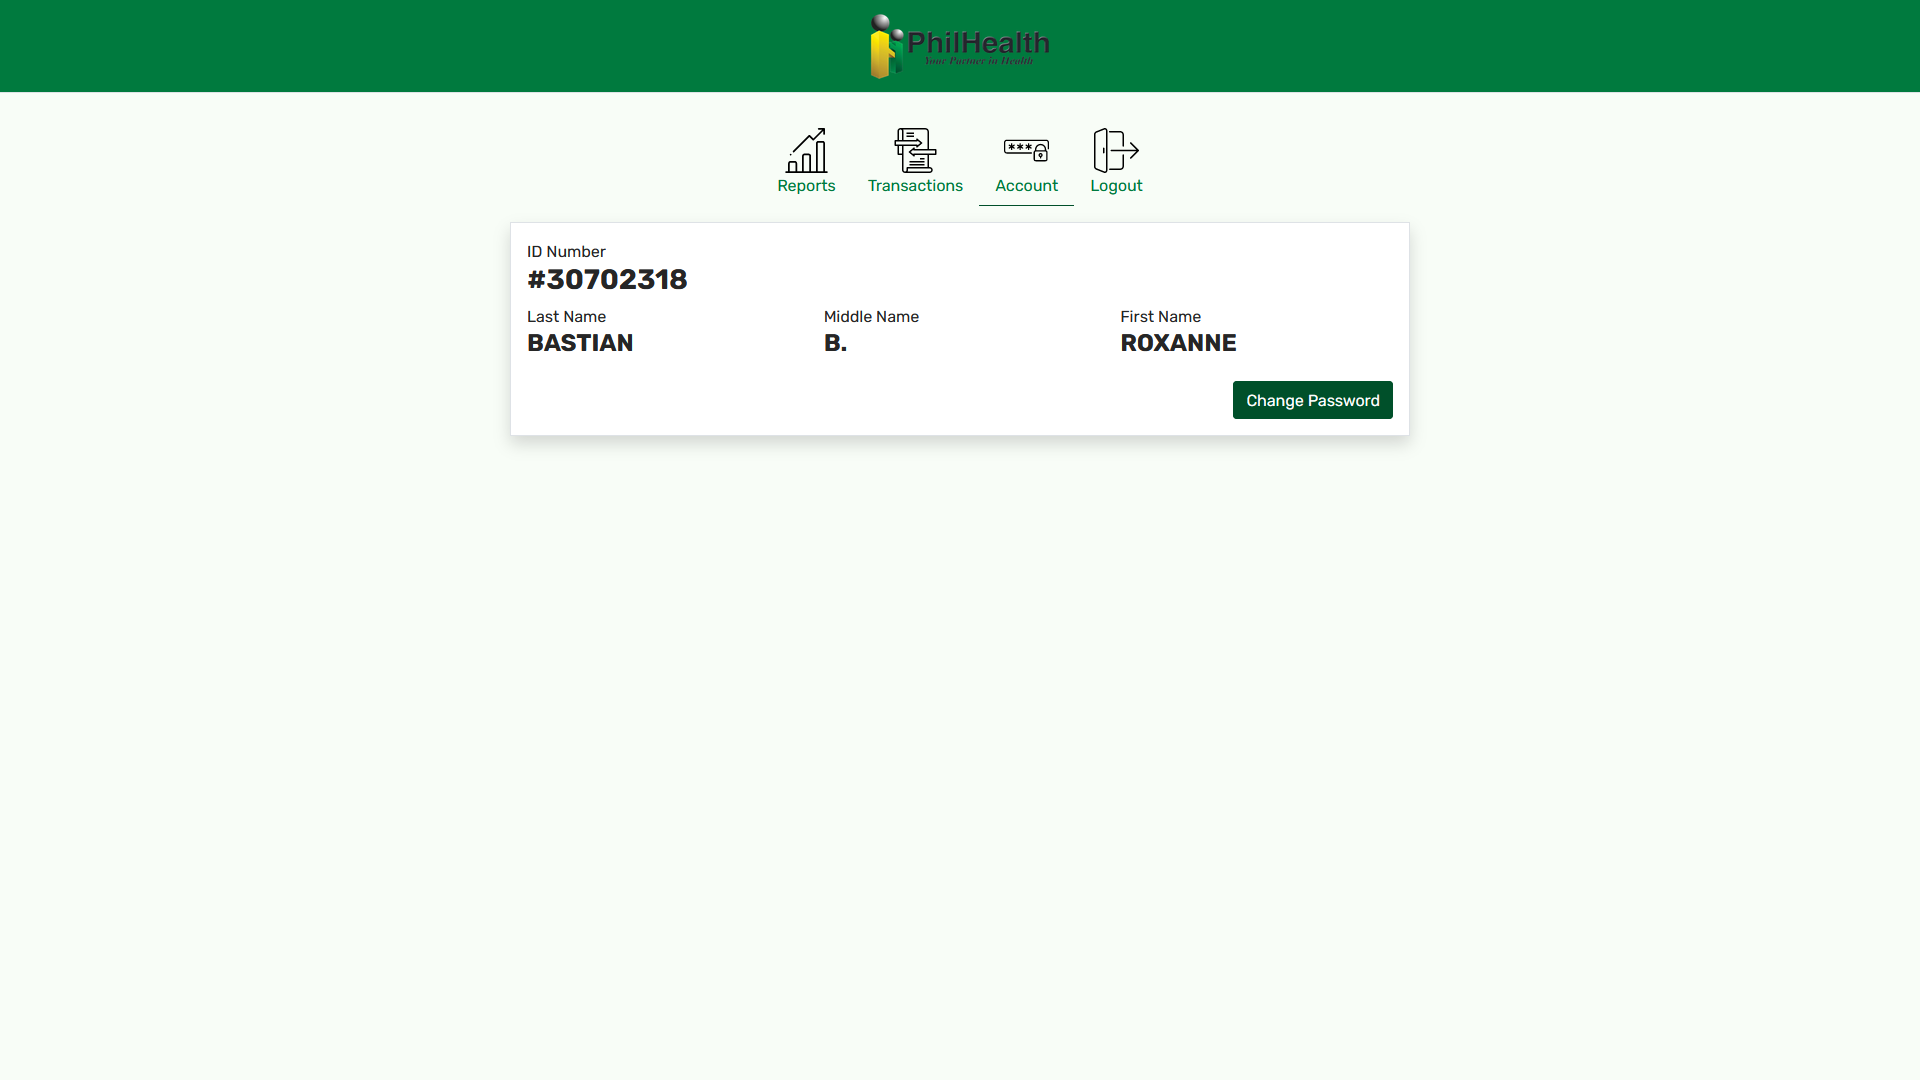 PhilHealth
Your Partner in Health
Reports
Transactions
Account
Logout
ID Number
#30702318
Last Name
Middle Name
First Name
BASTIAN
B.
ROXANNE
Change Password